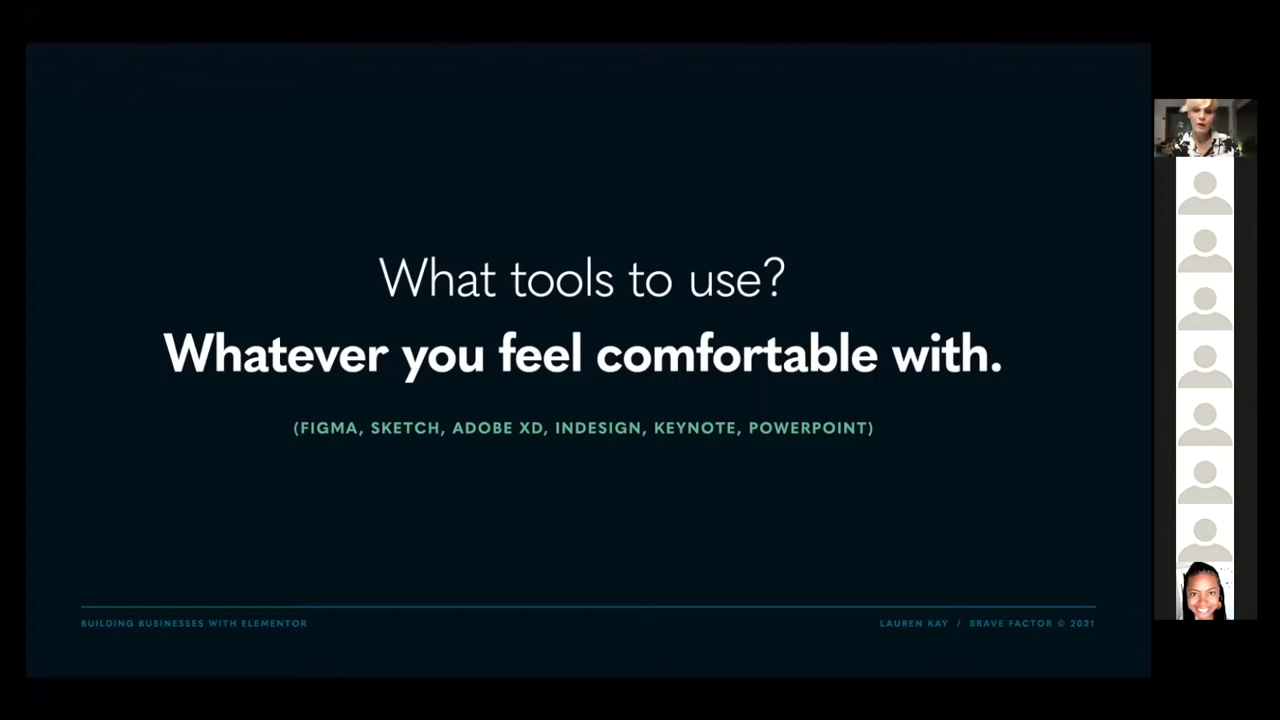 What tools to use?
Whatever you feel comfortable with.
(FIGMA, SKETCH, ADOBE XD, INDESIGN, KEYNOTE, POWERPOINT)
BUILDING BUSINESSES WITH ELEMENTOR
LAUREN KAY / BRAVE FACTOR © 2021